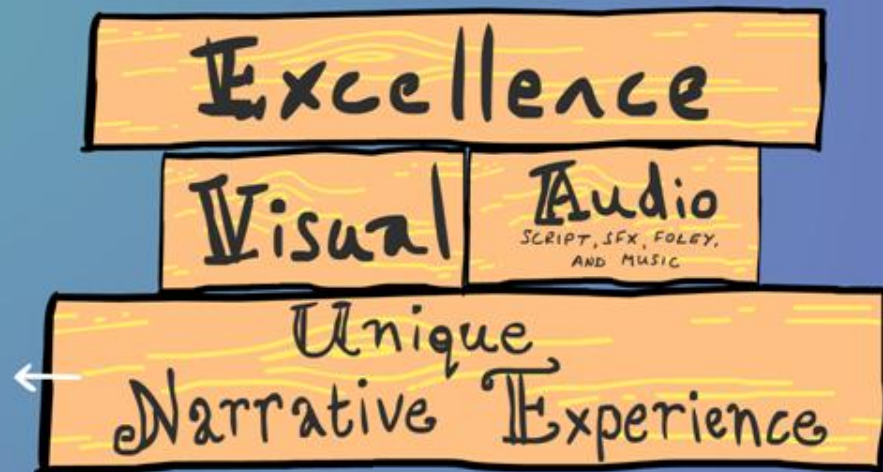 Excellence
Visual
Audio
SCRIPT, SFX, FOLEY,
AND MUSIC
Unique
Narrative Experience